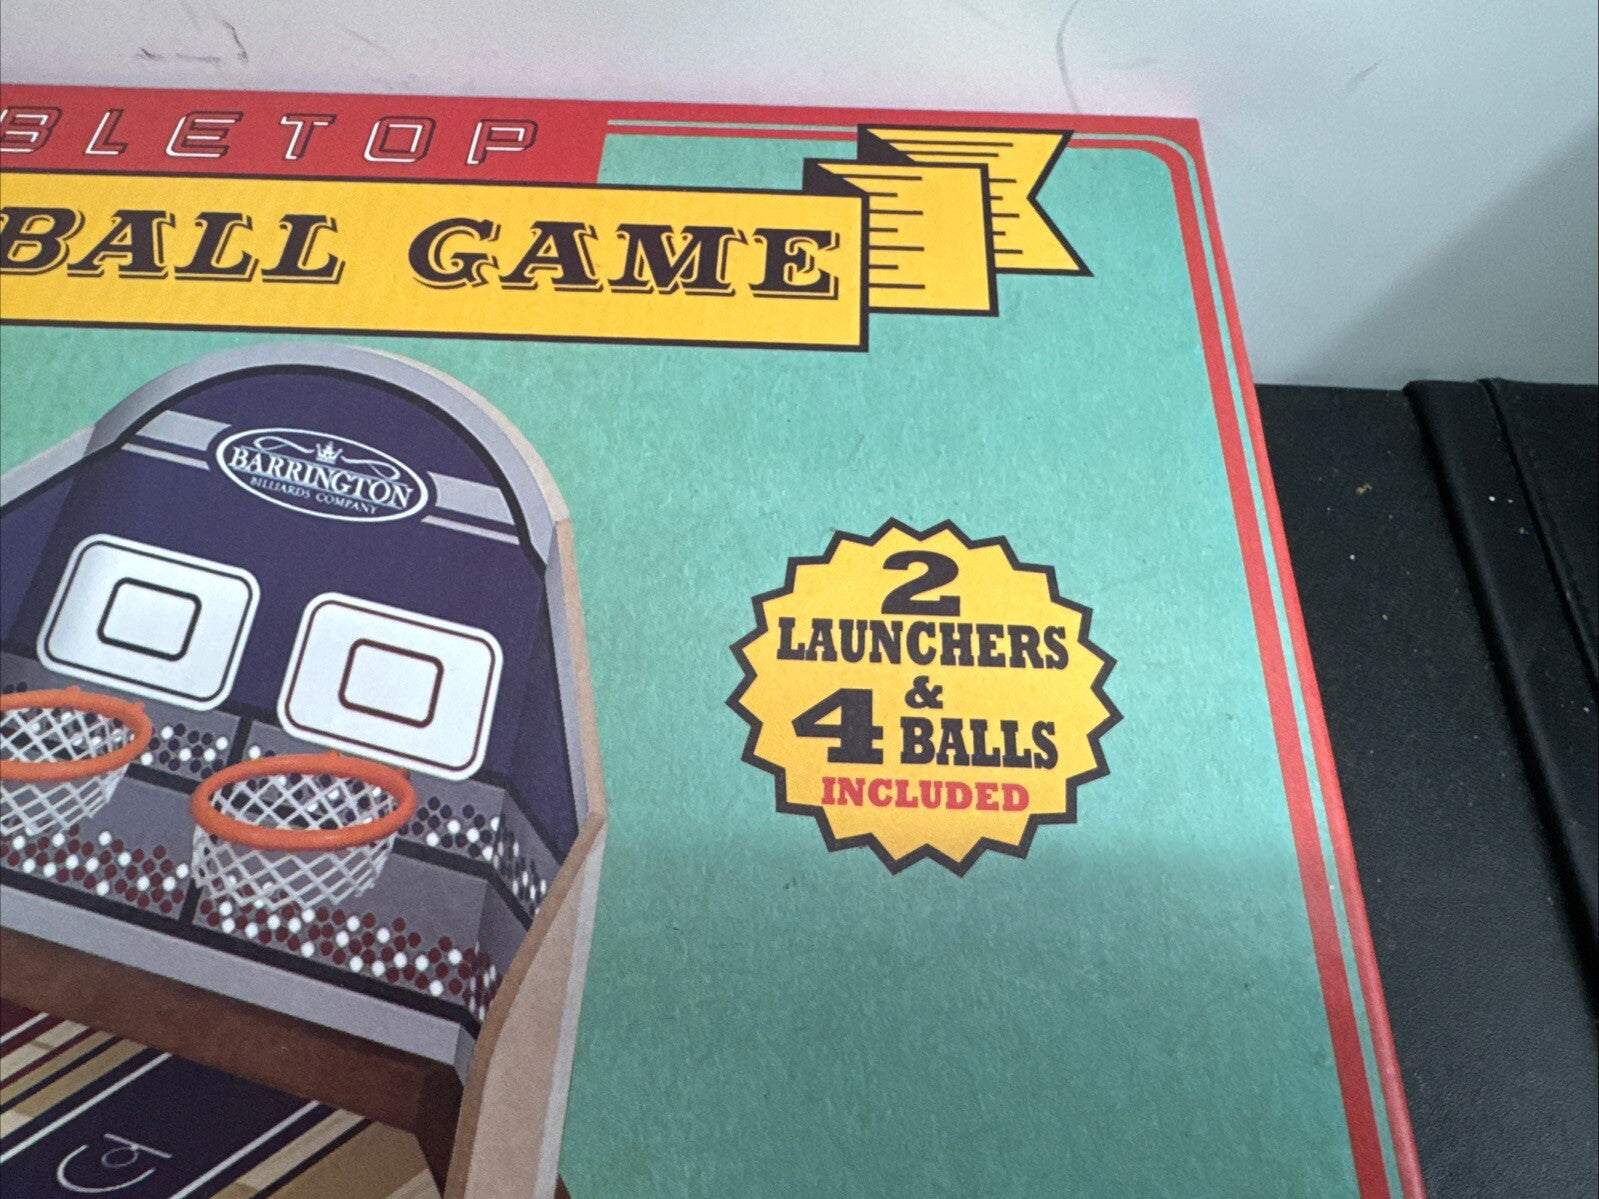 BLETOP
BALL GAME
BARRINGTON
BILLIARDS COMPANY
2
LAUNCHERS
&
4 BALLS
INCLUDED